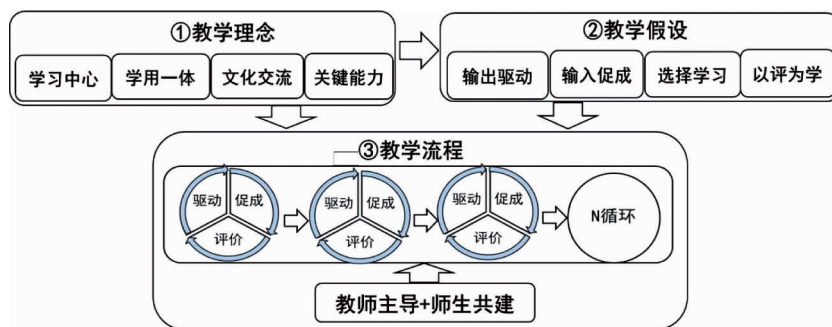 ①教学理念
学习中心
学用一体
文化交流
关键能力
②教学假设
输出驱动
输入促成
选择学习
以评为学
③教学流程
驱动
促成
评价
驱动
促成
评价
驱动
促成
评价
N循环
教师主导+师生共建